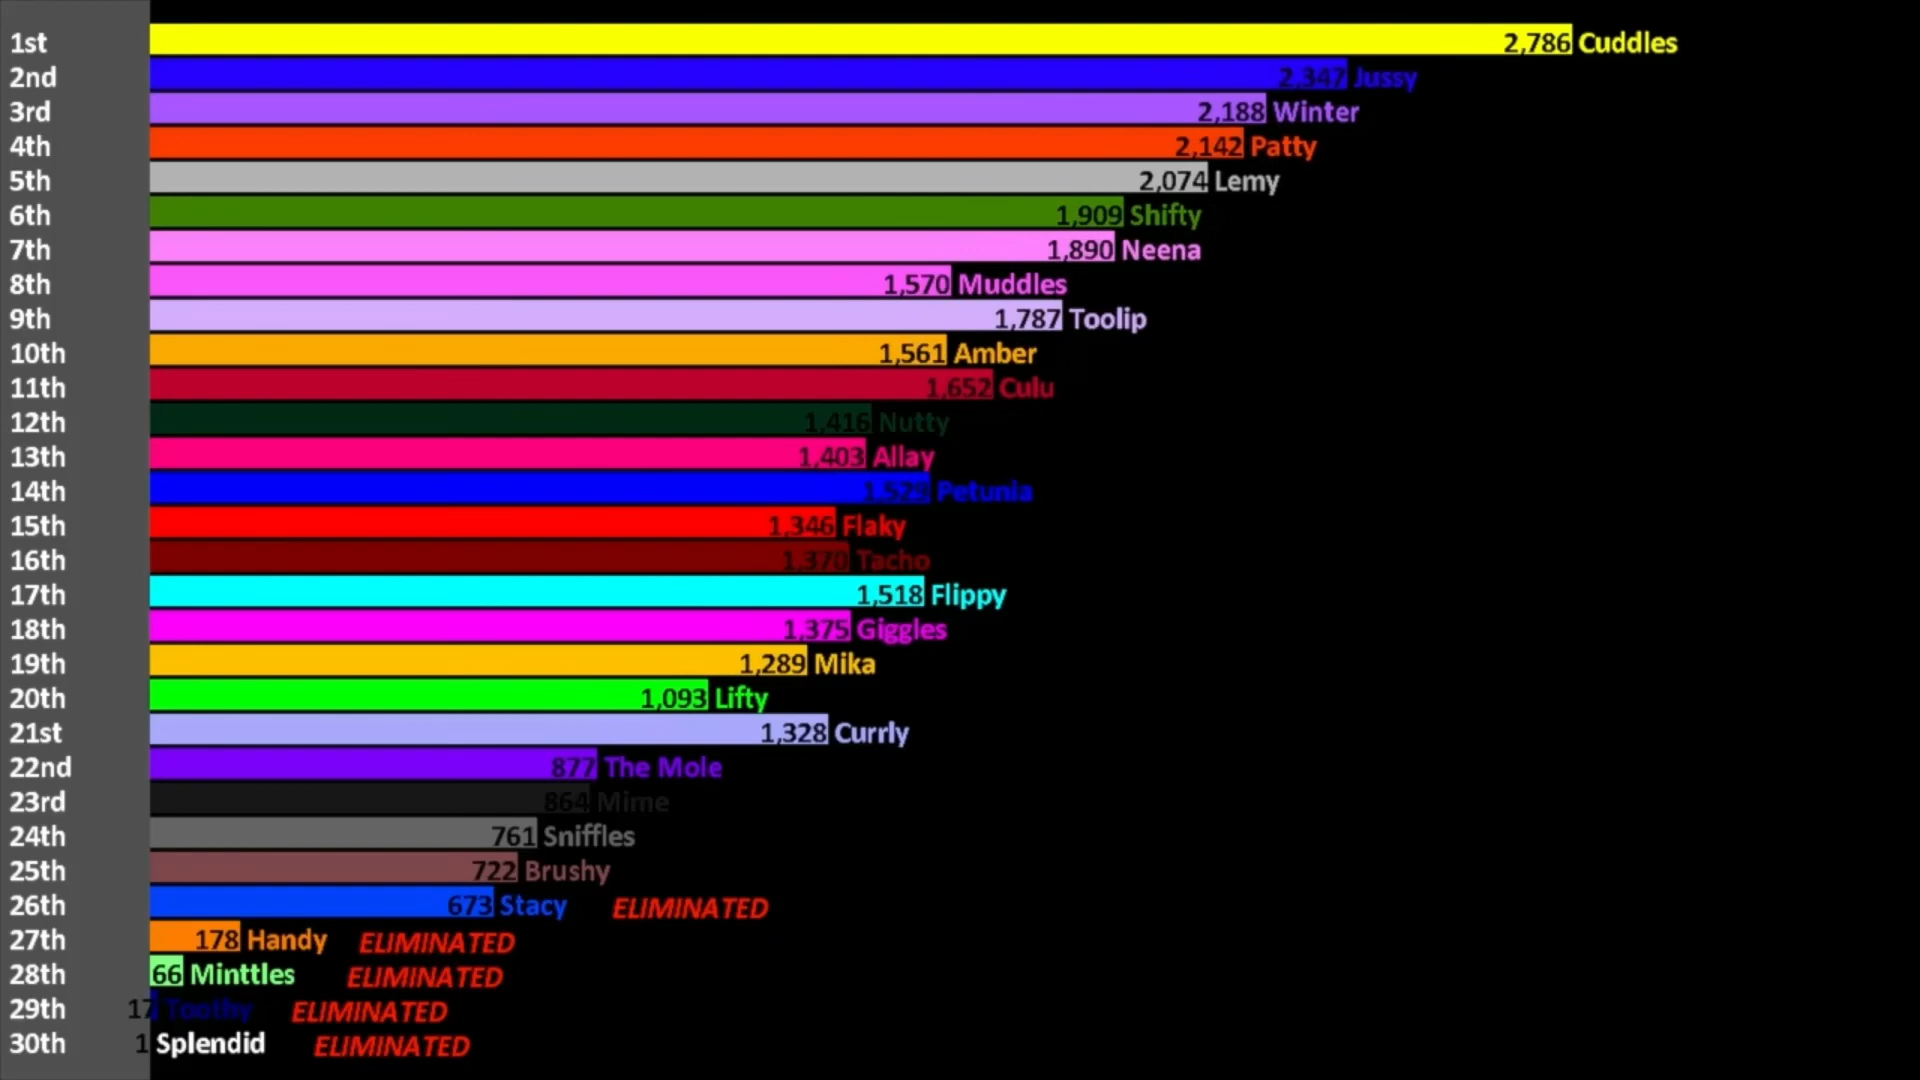 1st 2,786 Cuddles
2nd 2,347 Jussy
3rd 2,188 Winter
4th 2,142 Patty
5th 2,074 Lemy
6th 1,909 Shifty
7th 1,890 Neena
8th 1,570 Muddles
9th 1,787 Toolip
10th 1,561 Amber
11th 1,652 Culu
12th 1,416 Nutty
13th 1,403 Allay
14th Petunia
15th 1,346 Flaky
16th 1,370 Tacho
17th 1,518 Flippy
18th 1,375 Giggles
19th 1,289 Mika
20th 1,093 Lifty
21st 1,328 Currly
22nd 877 The Mole
23rd 864 Mime
24th 761 Sniffles
25th 722 Brushy
26th 673 Stacy ELIMINATED
27th 178 Handy ELIMINATED
28th 66 Minttles ELIMINATED
29th 17 Toothy ELIMINATED
30th 1 Splendid ELIMINATED